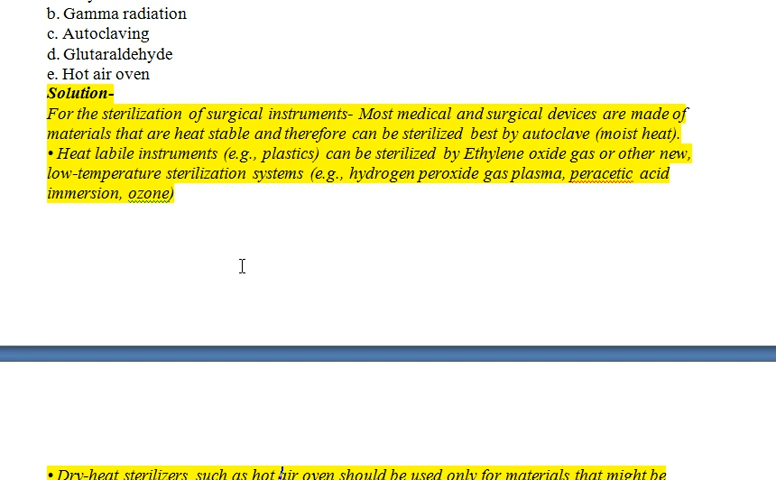 b. Gamma radiation
c. Autoclaving
d. Glutaraldehyde
e. Hot air oven
Solution-
For the sterilization of surgical instruments- Most medical and surgical devices are made of
materials that are heat stable and therefore can be sterilized best by autoclave (moist heat).
• Heat labile instruments (e.g., plastics) can be sterilized by Ethylene oxide gas or other new,
low-temperature sterilization systems (e.g., hydrogen peroxide gas plasma, peracetic acid
immersion, ozone)
• Dry-heat sterilizers such as hot air oven should be used only for materials that might be